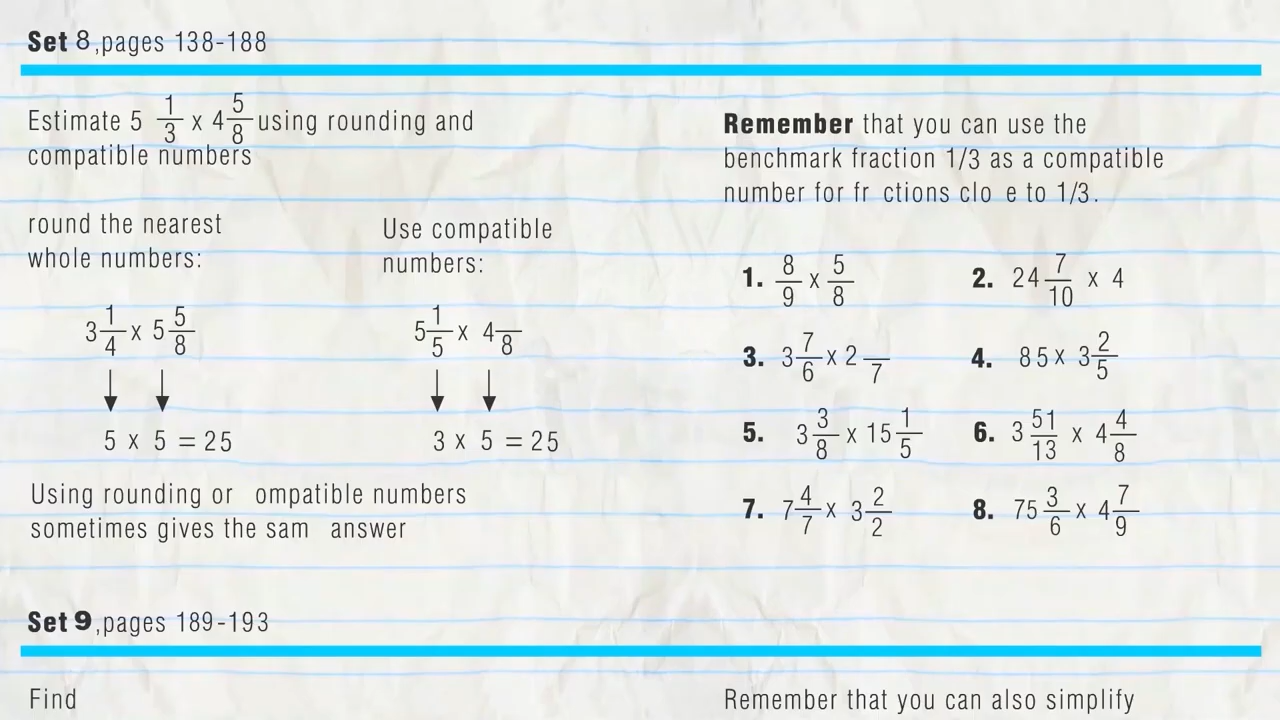 Set 8,pages 138-188
Estimate 5 1/3 x 4 5/8 using rounding and
compatible numbers
round the nearest
whole numbers:
3 1/4 x 5 5/8
5 x 5 = 25
Use compatible
numbers:
5 1/5 x 4 /8
3 x 5 = 25
Using rounding or ompatible numbers
sometimes gives the sam answer
Remember that you can use the
benchmark fraction 1/3 as a compatible
number for fr ctions clo e to 1/3.
1. 8/9 x 5/8
2. 24 7/10 x 4
3. 3 7/6 x 2 /7
4. 85 x 3 2/5
5. 3 3/8 x 15 1/5
6. 3 51/13 x 4 4/8
7. 7 4/7 x 3 2/2
8. 75 3/6 x 4 7/9
Set 9,pages 189-193
Find
Remember that you can also simplify